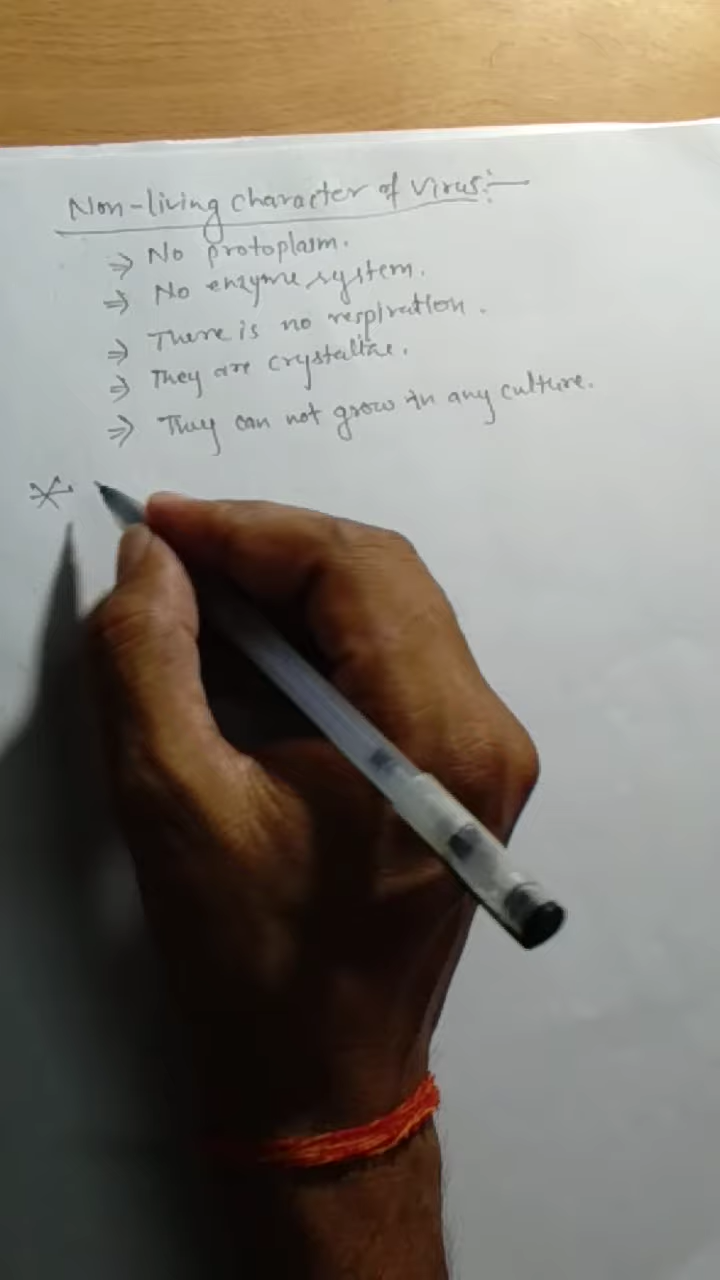 Non-living character of Virus:—
⇒ No protoplasm.
⇒ No enzyme system.
⇒ There is no respiration.
⇒ They are crystallize.
⇒ They can not grow in any culture.